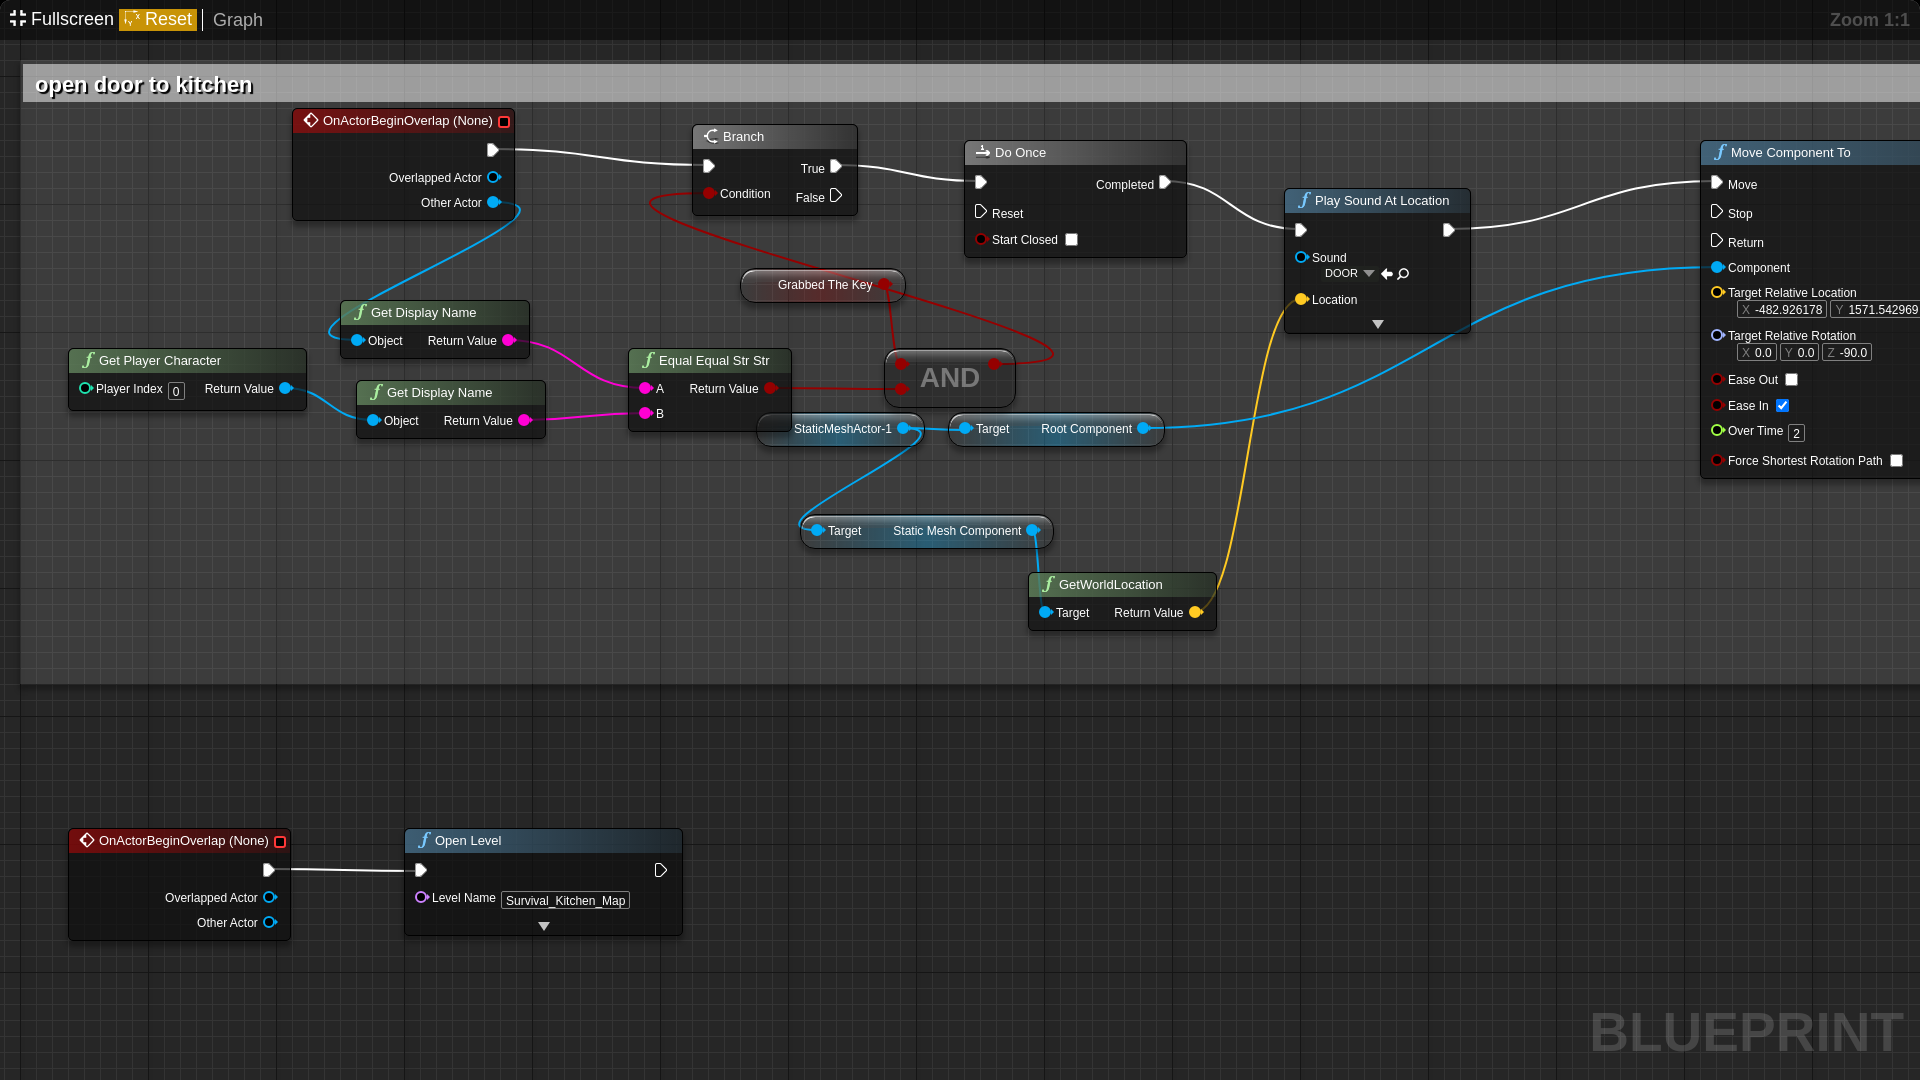 Fullscreen Reset Graph Zoom 1:1
open door to kitchen
OnActorBeginOverlap (None)
Overlapped Actor
Other Actor
Branch
True
Condition
False
Do Once
Completed
Reset
Start Closed
Play Sound At Location
Sound
DOOR
Location
Move Component To
Move
Stop
Return
Component
Target Relative Location
X -482.926178 Y 1571.542969
Target Relative Rotation
X 0.0 Y 0.0 Z -90.0
Ease Out
Ease In
Over Time 2
Force Shortest Rotation Path
Grabbed The Key
Get Display Name
Object Return Value
Get Player Character
Player Index 0 Return Value
Get Display Name
Object Return Value
Equal Equal Str Str
A Return Value
B
AND
StaticMeshActor-1
Target Root Component
Target Static Mesh Component
GetWorldLocation
Target Return Value
OnActorBeginOverlap (None)
Overlapped Actor
Other Actor
Open Level
Level Name Survival_Kitchen_Map
BLUEPRINT